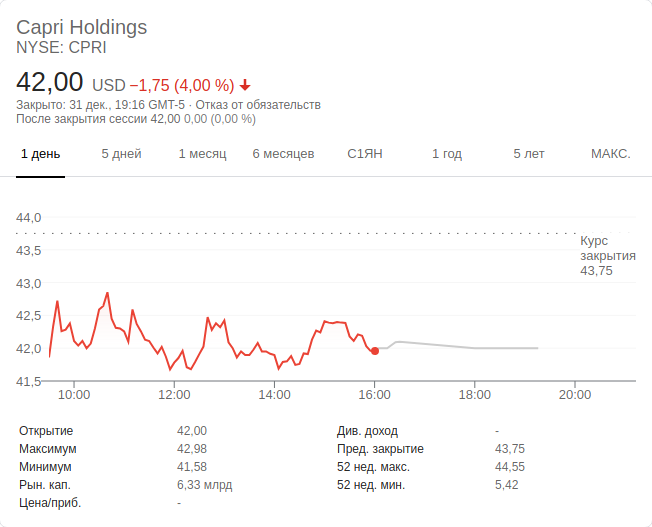 Capri Holdings
NYSE: CPRI
42,00 USD −1,75 (4,00 %)
Закрыто: 31 дек., 19:16 GMT-5 · Отказ от обязательств
После закрытия сессии 42,00 0,00 (0,00 %)
1 день 5 дней 1 месяц 6 месяцев С1ЯН 1 год 5 лет МАКС.
44,0
43,5
43,0
42,5
42,0
41,5
Курс
закрытия
43,75
10:00 12:00 14:00 16:00 18:00 20:00
Открытие 42,00 Див. доход -
Максимум 42,98 Пред. закрытие 43,75
Минимум 41,58 52 нед. макс. 44,55
Рын. кап. 6,33 млрд 52 нед. мин. 5,42
Цена/приб. -